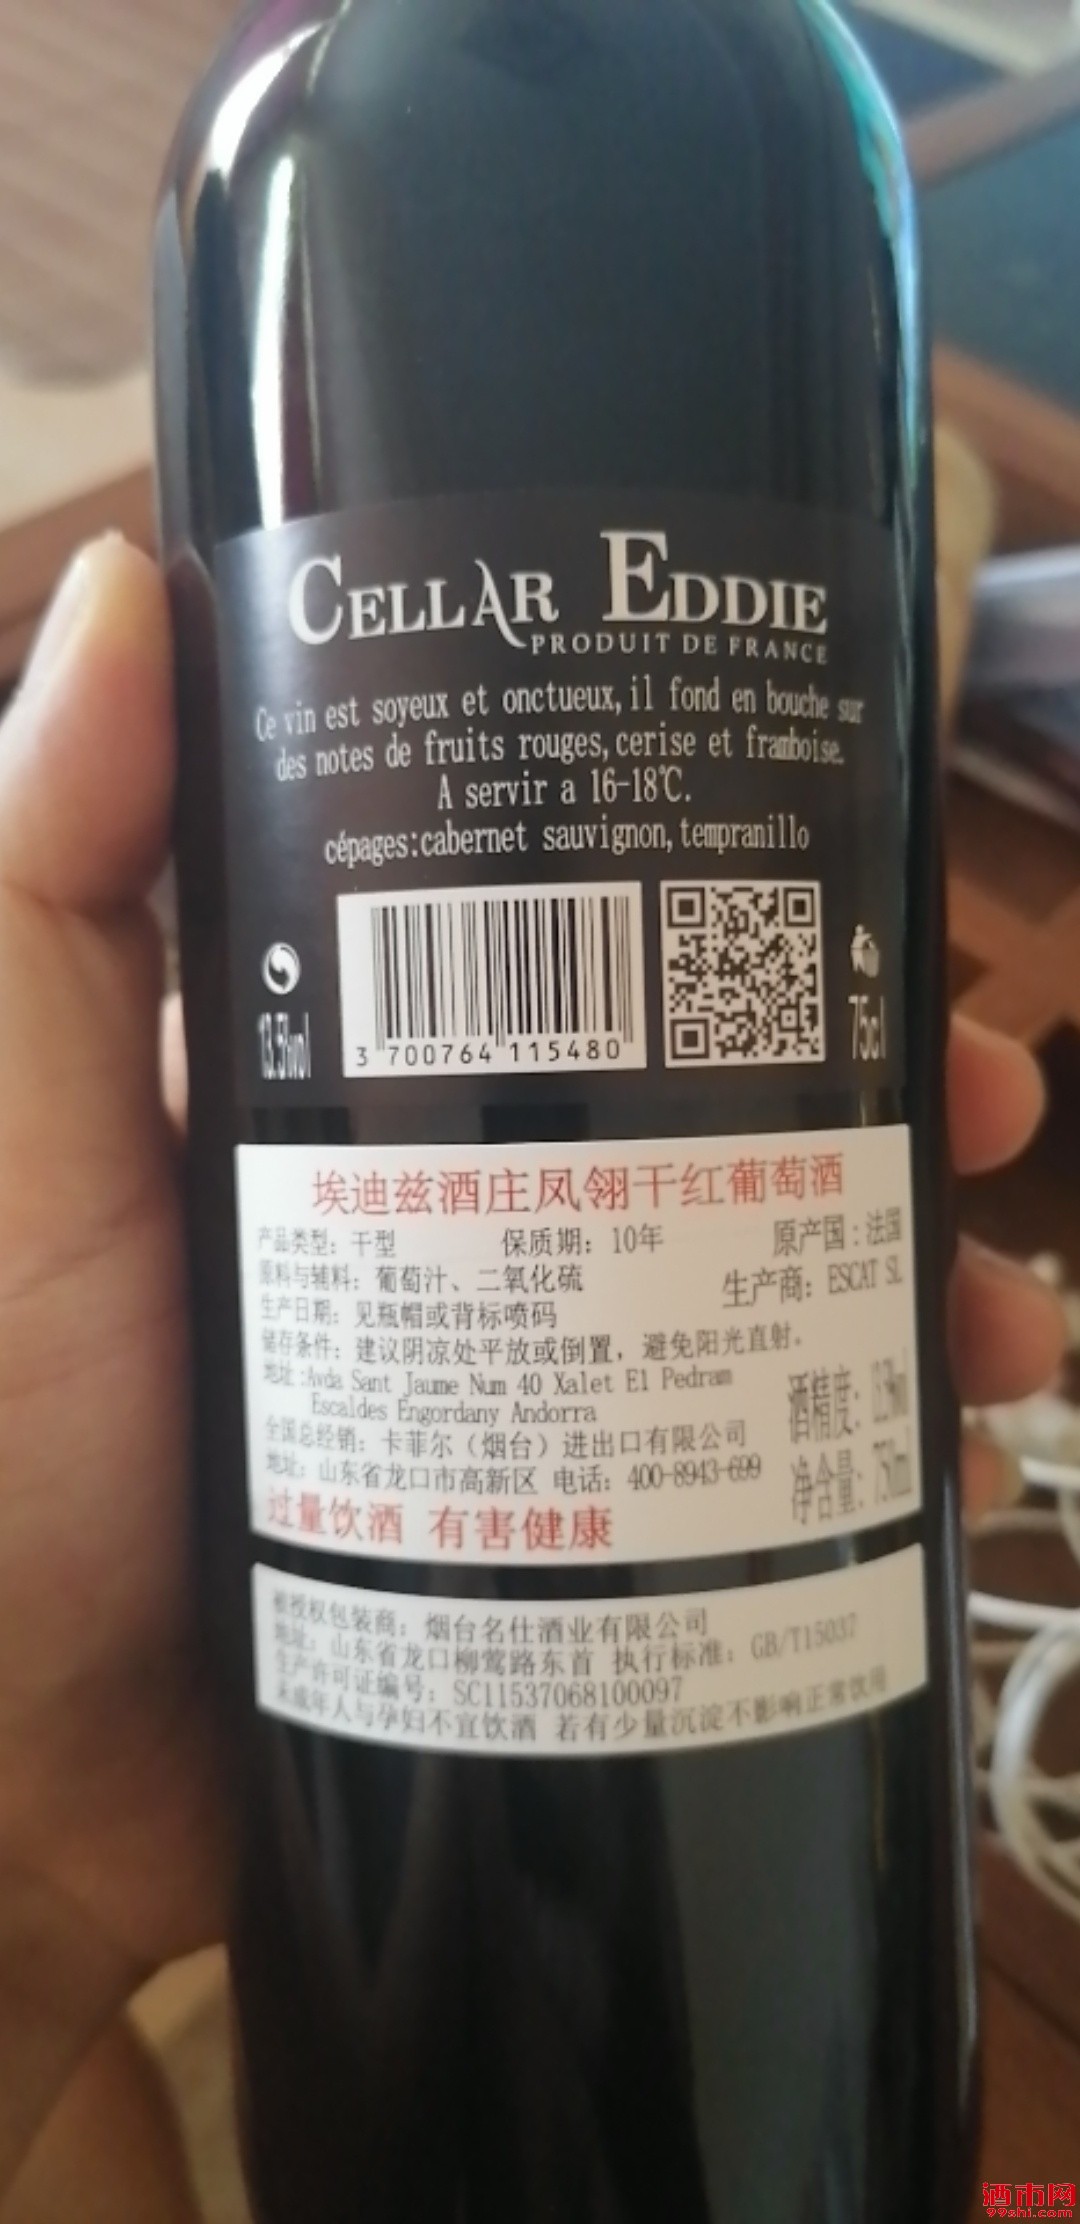 CELLAR EDDIE
PRODUIT DE FRANCE
Ce vin est soyeux et onctueux, il fond en bouche sur
des notes de fruits rouges, cerise et framboise.
A servir a 16-18℃.
cépages:cabernet sauvignon, tempranillo
13.5%vol
3 700764 115480
75cl
埃迪兹酒庄凤翎干红葡萄酒
产品类型：干型 保质期：10年 原产国：法国
原料与辅料：葡萄汁、二氧化硫 生产商：ESCAT SL
生产日期：见瓶帽或背标喷码
储存条件：建议阴凉处平放或倒置，避免阳光直射.
地址:Avda Sant Jaume Num 40 Xalet El Pedram
Escaldes Engordany Andorra
酒精度：
全国总经销：卡菲尔（烟台）进出口有限公司
地址：山东省龙口市高新区 电话：400-8943-699
净含量：750ml
过量饮酒 有害健康
被授权包装商：烟台名仕酒业有限公司
地址：山东省龙口柳莺路东首 执行标准：GB/T15037
生产许可证编号：SC11537068100097
未成年人与孕妇不宜饮酒 若有少量沉淀不影响正常饮用
酒市网
99shi.com